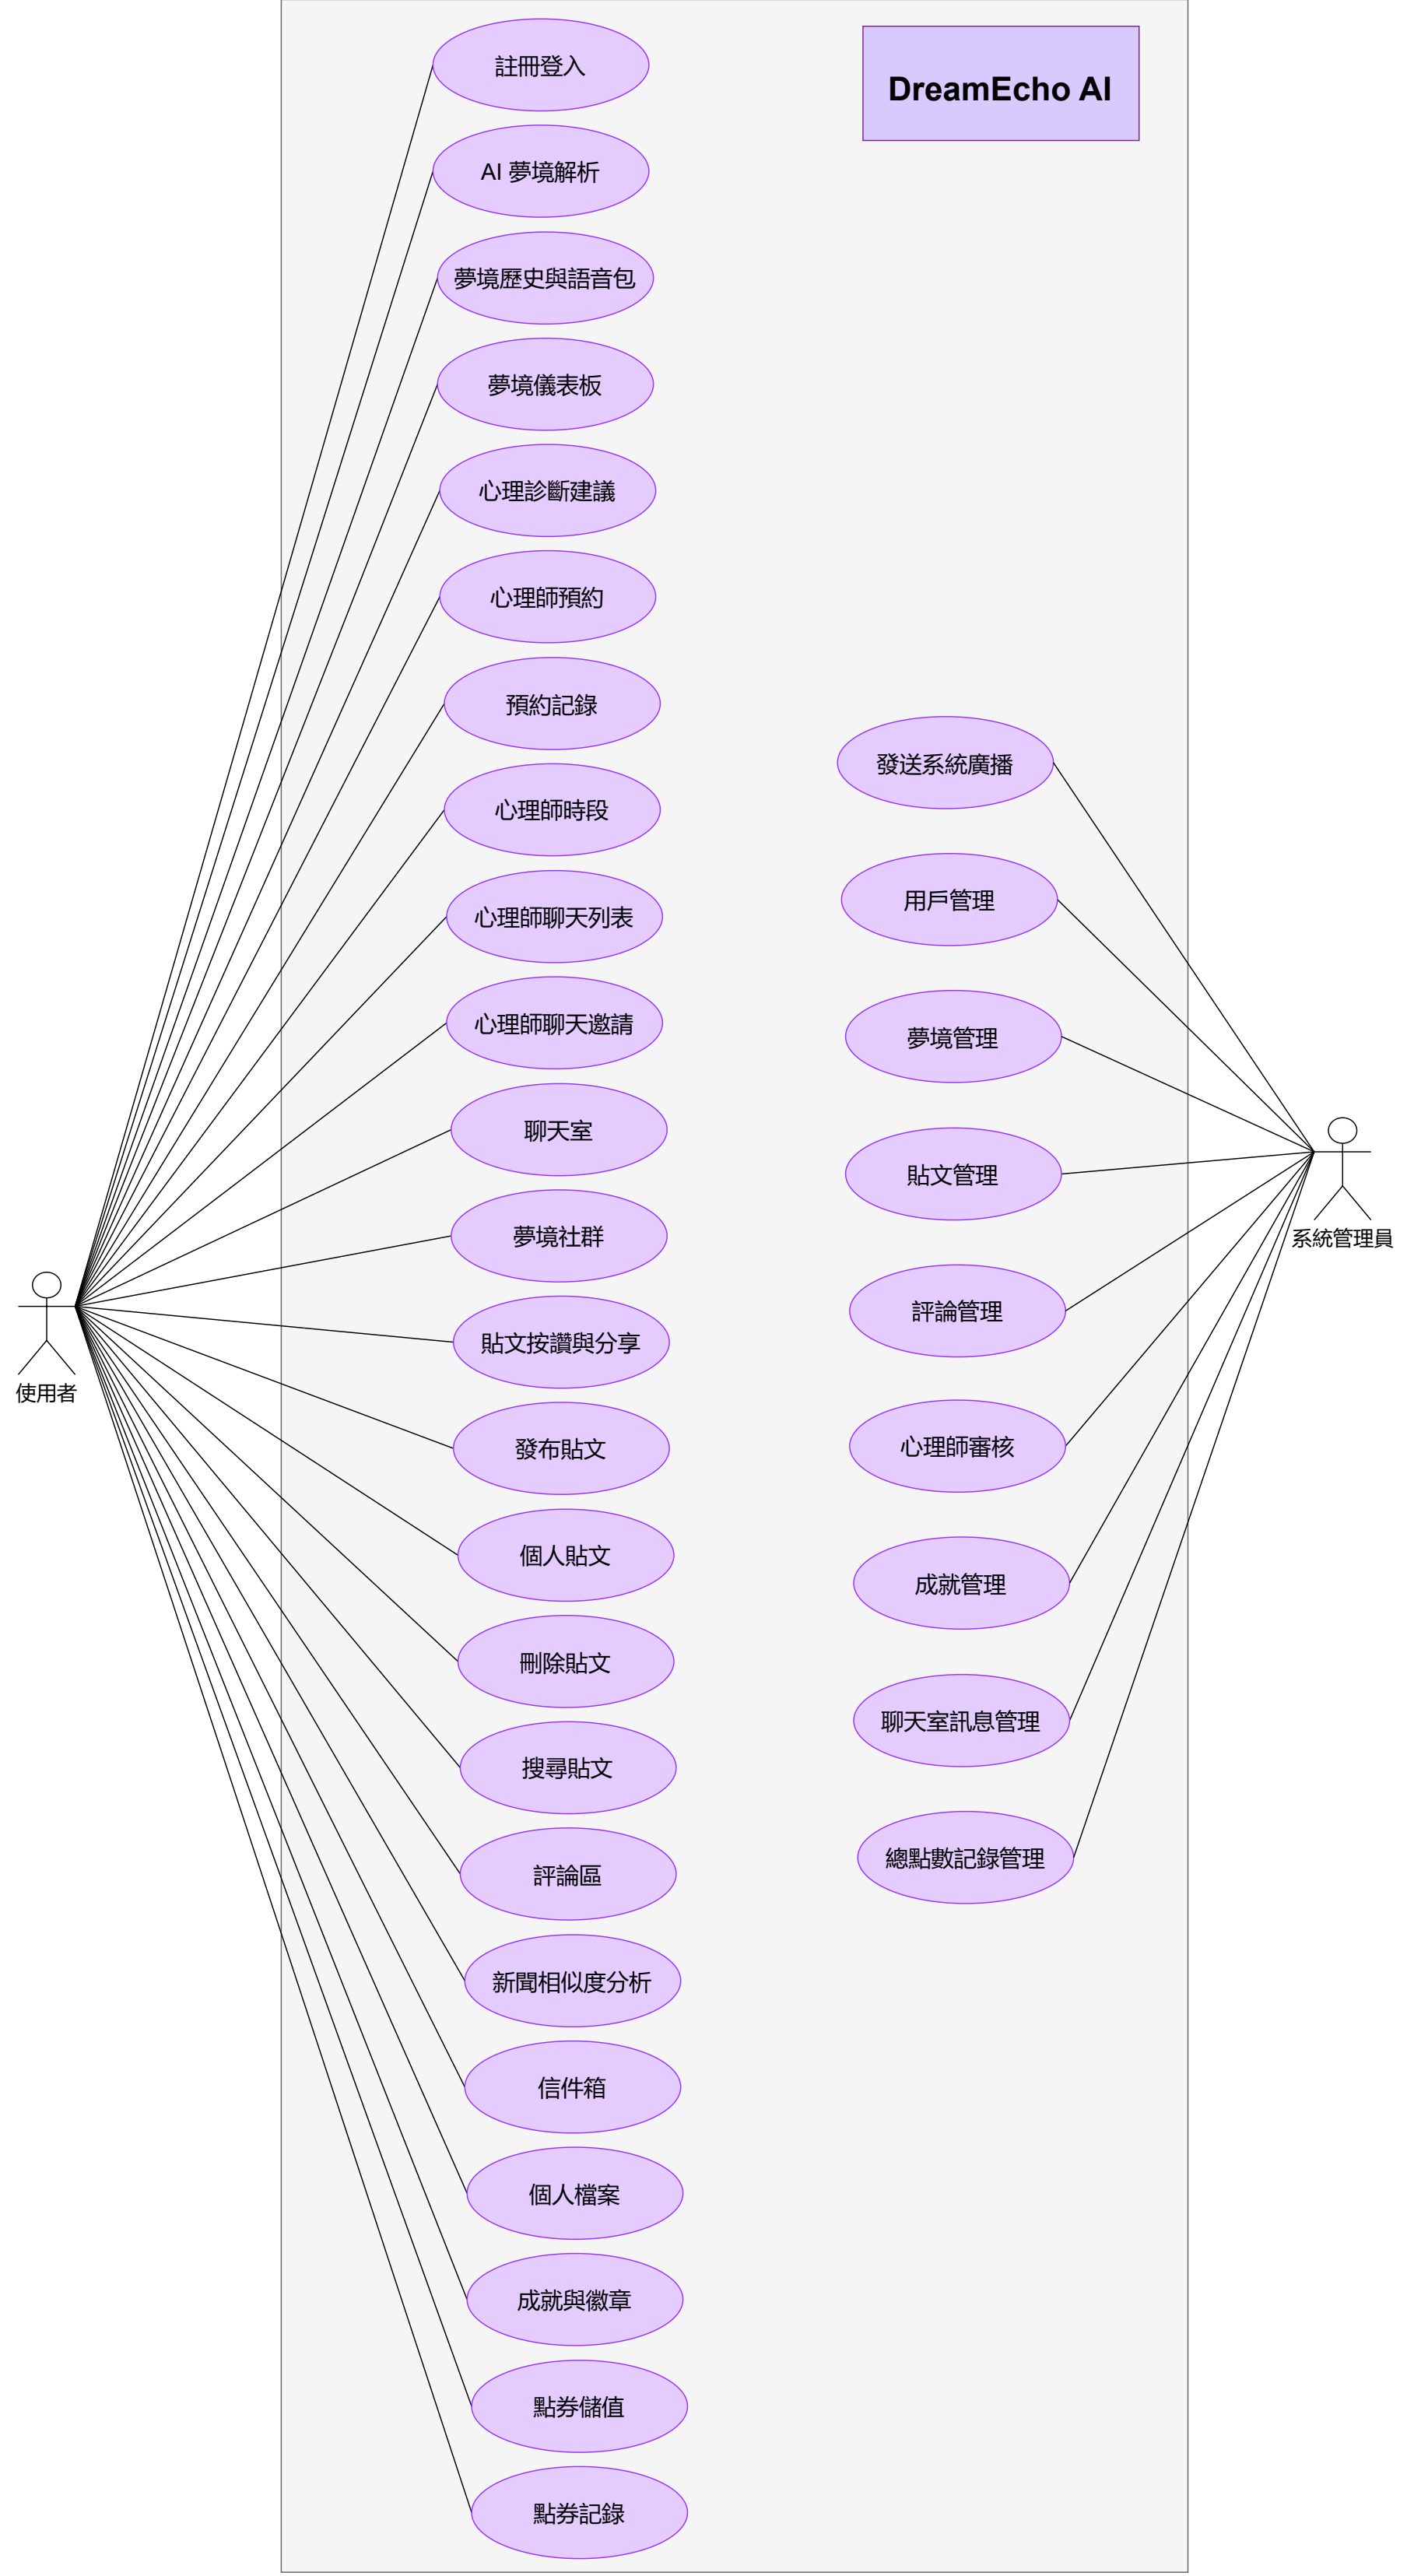 DreamEcho AI
註冊登入
AI 夢境解析
夢境歷史與語音包
夢境儀表板
心理診斷建議
心理師預約
預約記錄
心理師時段
心理師聊天列表
心理師聊天邀請
聊天室
夢境社群
貼文按讚與分享
發布貼文
個人貼文
刪除貼文
搜尋貼文
評論區
新聞相似度分析
信件箱
個人檔案
成就與徽章
點券儲值
點券記錄
使用者
發送系統廣播
用戶管理
夢境管理
貼文管理
評論管理
心理師審核
成就管理
聊天室訊息管理
總點數記錄管理
系統管理員